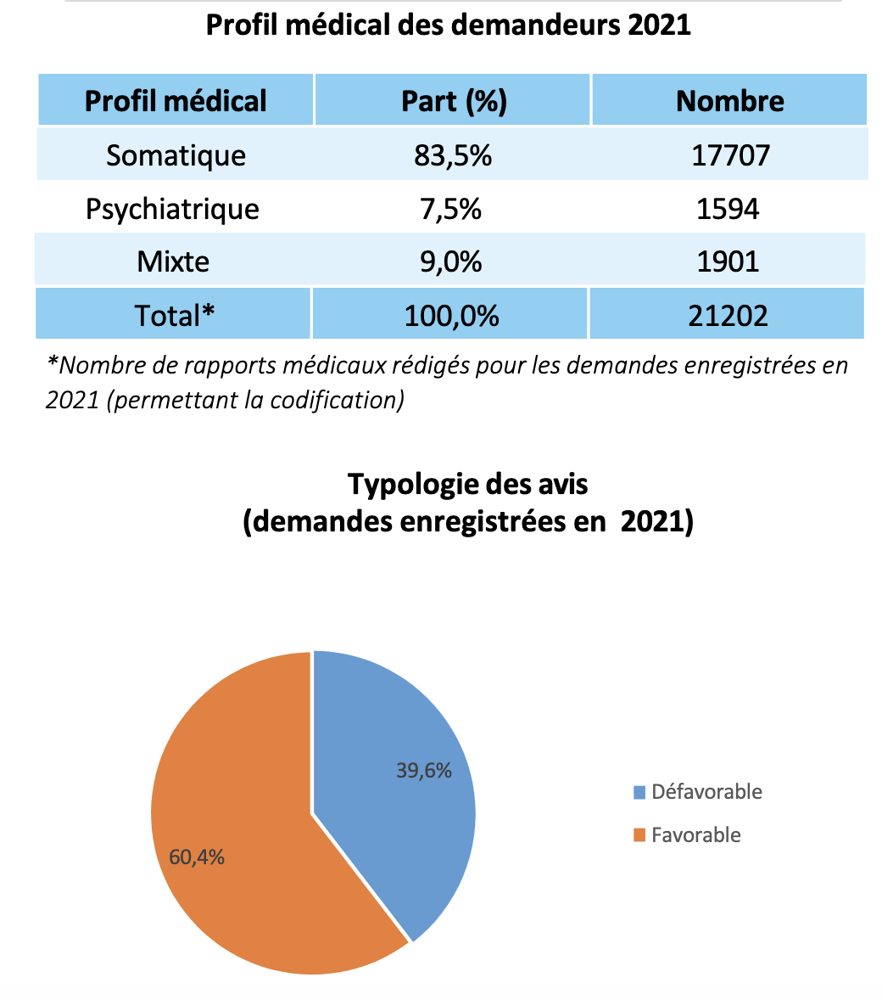 Profil médical des demandeurs 2021
Profil médical Part (%) Nombre
Somatique 83,5% 17707
Psychiatrique 7,5% 1594
Mixte 9,0% 1901
Total* 100,0% 21202
*Nombre de rapports médicaux rédigés pour les demandes enregistrées en
2021 (permettant la codification)
Typologie des avis
(demandes enregistrées en 2021)
39,6%
60,4%
Défavorable
Favorable